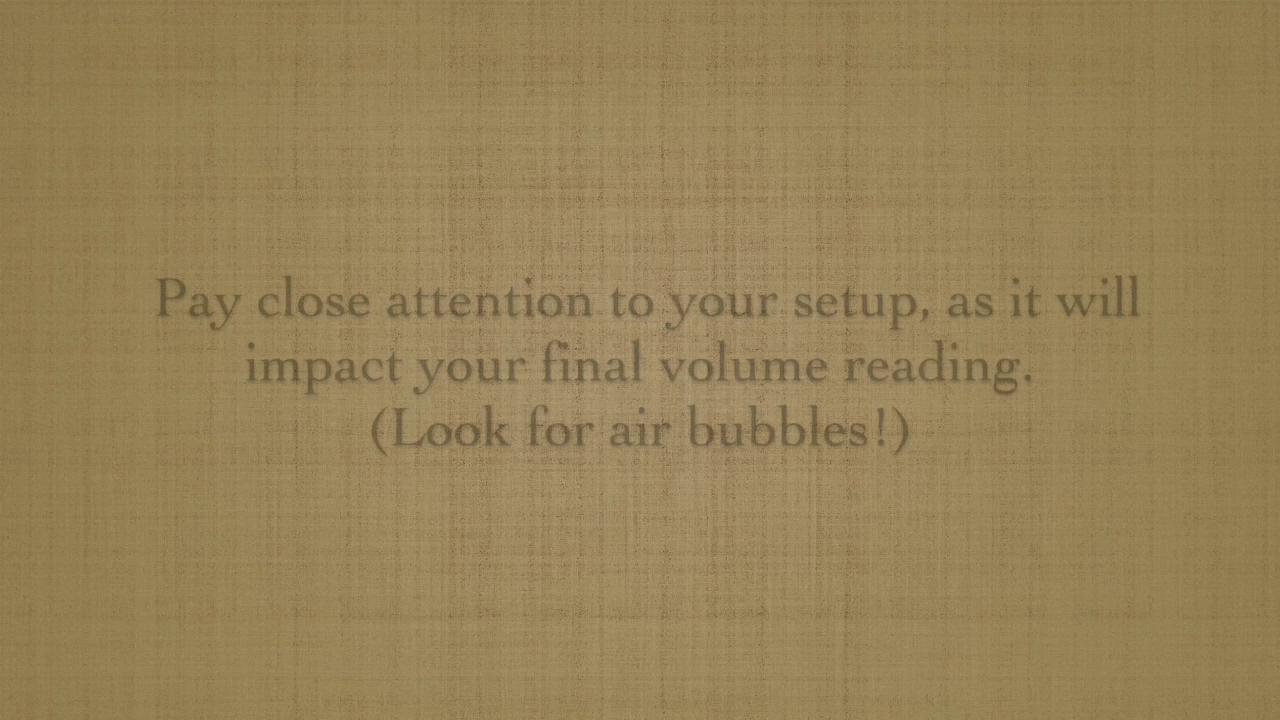 Pay close attention to your setup, as it will
impact your final volume reading.
(Look for air bubbles!)